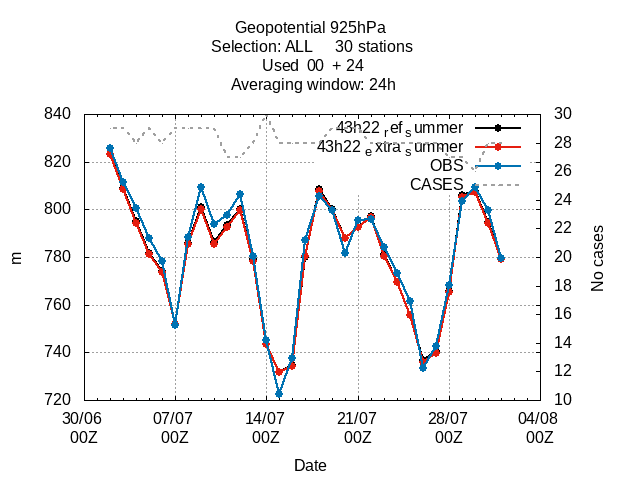 Geopotential 925hPa
Selection: ALL 30 stations
Used 00 + 24
Averaging window: 24h
840 30
43h22 ref summer
28
43h22 extra summer
820 OBS 26
CASES
24
800
22
780 20
18
760
16
740 14
12
720 10
30/06 07/07 14/07 21/07 28/07 04/08
00Z 00Z 00Z 00Z 00Z 00Z
Date
m
No cases